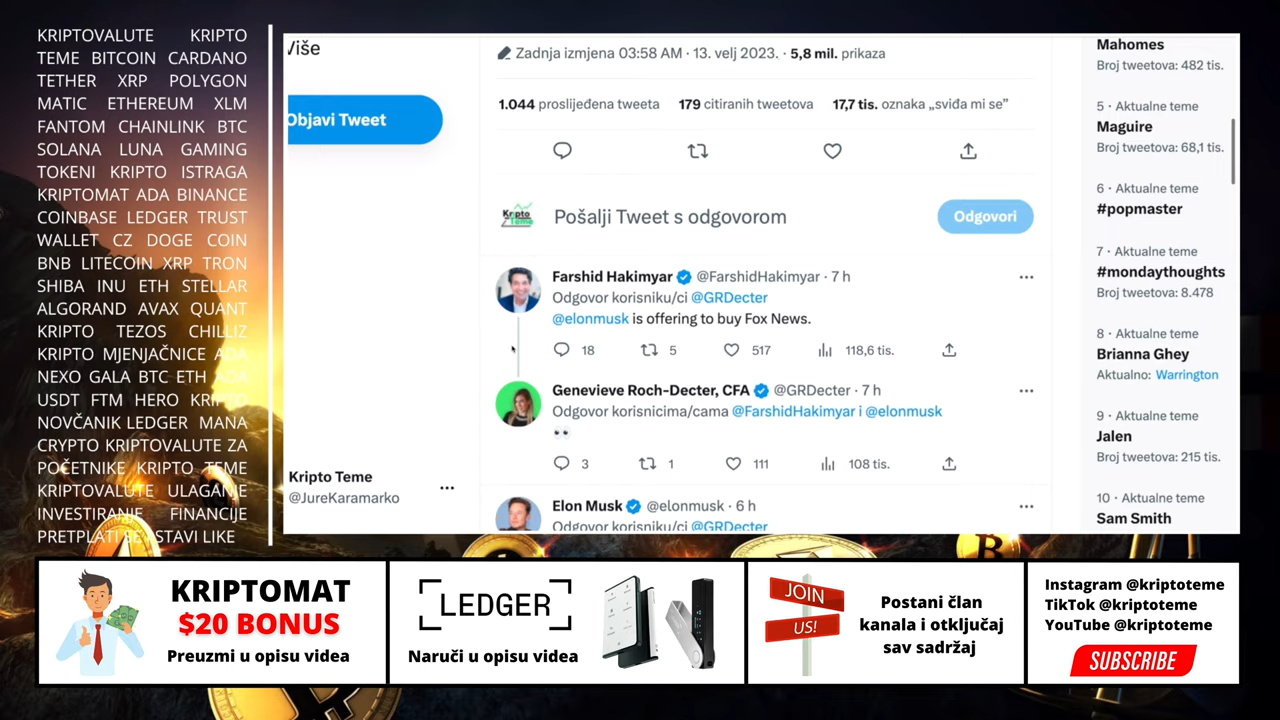 KRIPTOVALUTE KRIPTO
TEME BITCOIN CARDANO
TETHER XRP POLYGON
MATIC ETHEREUM XLM
FANTOM CHAINLINK BTC
SOLANA LUNA GAMING
TOKENI KRIPTO ISTRAGA
KRIPTOMAT ADA BINANCE
COINBASE LEDGER TRUST
WALLET CZ DOGE COIN
BNB LITECOIN XRP TRON
SHIBA INU ETH STELLAR
ALGORAND AVAX QUANT
KRIPTO TEZOS CHILLIZ
KRIPTO MJENJAČNICE ADA
NEXO GALA BTC ETH ADA
USDT FTM HERO KRIPTO
NOVČANIK LEDGER MANA
CRYPTO KRIPTOVALUTE ZA
POČETNIKE KRIPTO TEME
KRIPTOVALUTE ULAGANJE
INVESTIRANJE FINANCIJE
PRETPLATI SE OSTAVI LIKE
Više
Objavi Tweet
Kripto Teme
@JureKaramarko
Zadnja izmjena 03:58 AM · 13. velj 2023. · 5,8 mil. prikaza
1.044 proslijeđena tweeta 179 citiranih tweetova 17,7 tis. oznaka „sviđa mi se”
Kripto
Teme
Pošalji Tweet s odgovorom
Odgovori
Farshid Hakimyar @FarshidHakimyar · 7 h
Odgovor korisniku/ci @GRDecter
@elonmusk is offering to buy Fox News.
18 5 517 118,6 tis.
Genevieve Roch-Decter, CFA @GRDecter · 7 h
Odgovor korisnicima/cama @FarshidHakimyar i @elonmusk
3 1 111 108 tis.
Elon Musk @elonmusk · 6 h
Odgovor korisniku/ci @GRDecter
Mahomes
Broj tweetova: 482 tis.
5 · Aktualne teme
Maguire
Broj tweetova: 68,1 tis.
6 · Aktualne teme
#popmaster
7 · Aktualne teme
#mondaythoughts
Broj tweetova: 8.478
8 · Aktualne teme
Brianna Ghey
Aktualno: Warrington
9 · Aktualne teme
Jalen
Broj tweetova: 215 tis.
10 · Aktualne teme
Sam Smith
KRIPTOMAT
$20 BONUS
Preuzmi u opisu videa
LEDGER
Naruči u opisu videa
JOIN
US!
Postani član
kanala i otključaj
sav sadržaj
Instagram @kriptoteme
TikTok @kriptoteme
YouTube @kriptoteme
SUBSCRIBE